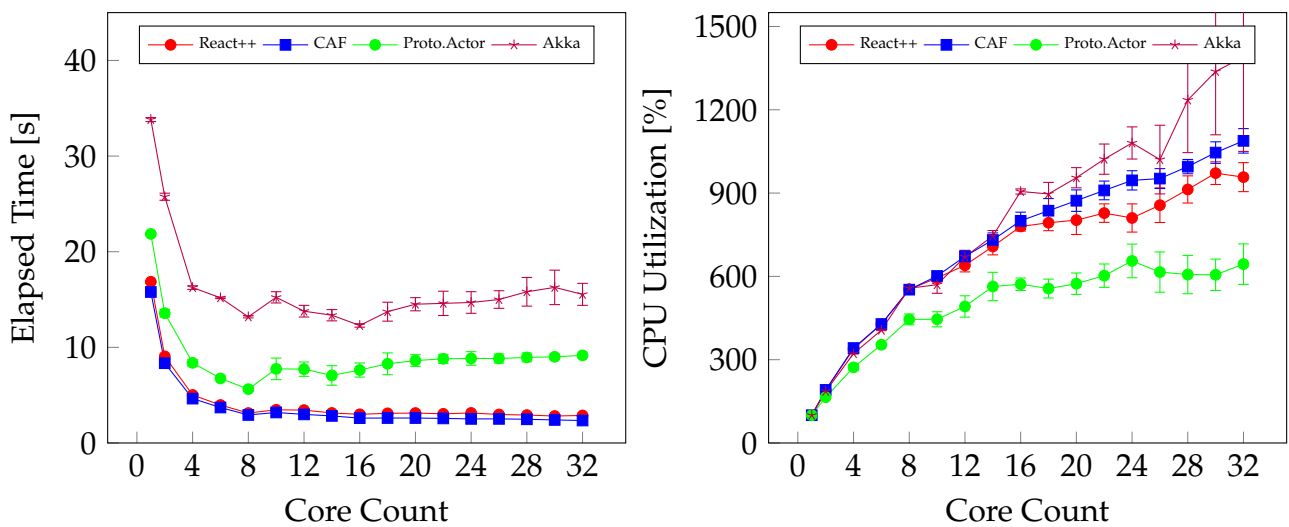 React++ CAF Proto.Actor Akka
40
30
20
10
0
0 4 8 12 16 20 24 28 32
Elapsed Time [s]
Core Count
React++ CAF Proto.Actor Akka
1500
1200
900
600
300
0
0 4 8 12 16 20 24 28 32
CPU Utilization [%]
Core Count